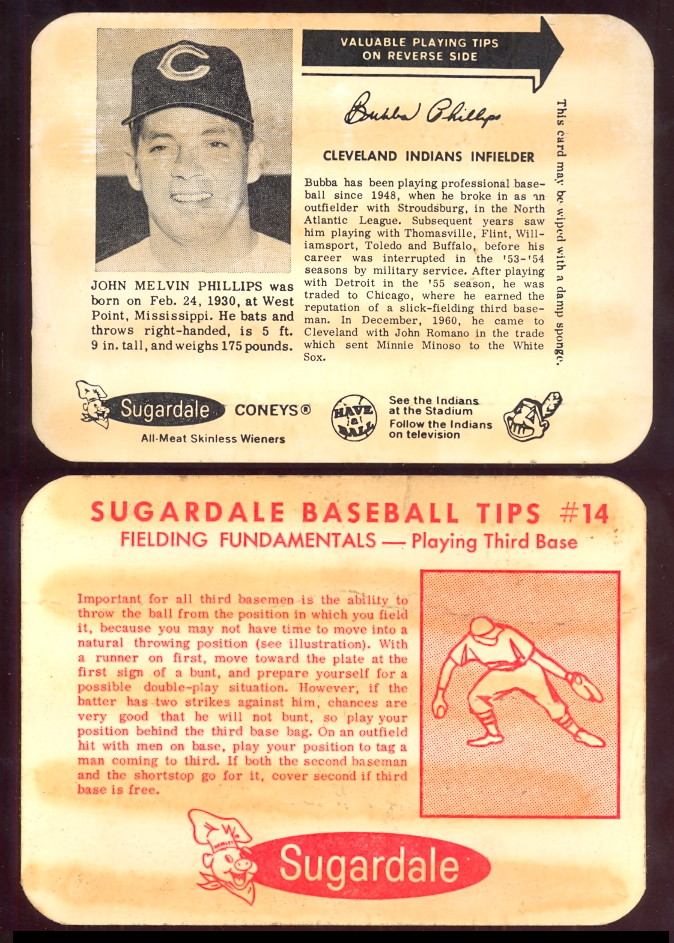 VALUABLE PLAYING TIPS
ON REVERSE SIDE
C
Bubba Phillips
CLEVELAND INDIANS INFIELDER
Bubba has been playing professional base-
ball since 1948, when he broke in as an
outfielder with Stroudsburg, in the North
Atlantic League. Subsequent years saw
him playing with Thomasville, Flint, Will-
iamsport, Toledo and Buffalo, before his
career was interrupted in the '53-'54
seasons by military service. After playing
with Detroit in the '55 season, he was
traded to Chicago, where he earned the
reputation of a slick-fielding third base-
man. In December, 1960, he came to
Cleveland with John Romano in the trade
which sent Minnie Minoso to the White
Sox.
This card may be wiped with a damp sponge.
JOHN MELVIN PHILLIPS was
born on Feb. 24, 1930, at West
Point, Mississippi. He bats and
throws right-handed, is 5 ft.
9 in. tall, and weighs 175 pounds.
Sugardale CONEYS®
All-Meat Skinless Wieners
HAVE
a
BALL
See the Indians
at the Stadium
Follow the Indians
on television
SUGARDALE BASEBALL TIPS #14
FIELDING FUNDAMENTALS — Playing Third Base
Important for all third basemen is the ability to
throw the ball from the position in which you field
it, because you may not have time to move into a
natural throwing position (see illustration). With
a runner on first, move toward the plate at the
first sign of a bunt, and prepare yourself for a
possible double-play situation. However, if the
batter has two strikes against him, chances are
very good that he will not bunt, so play your
position behind the third base bag. On an outfield
hit with men on base, play your position to tag a
man coming to third. If both the second baseman
and the shortstop go for it, cover second if third
base is free.
Sugardale